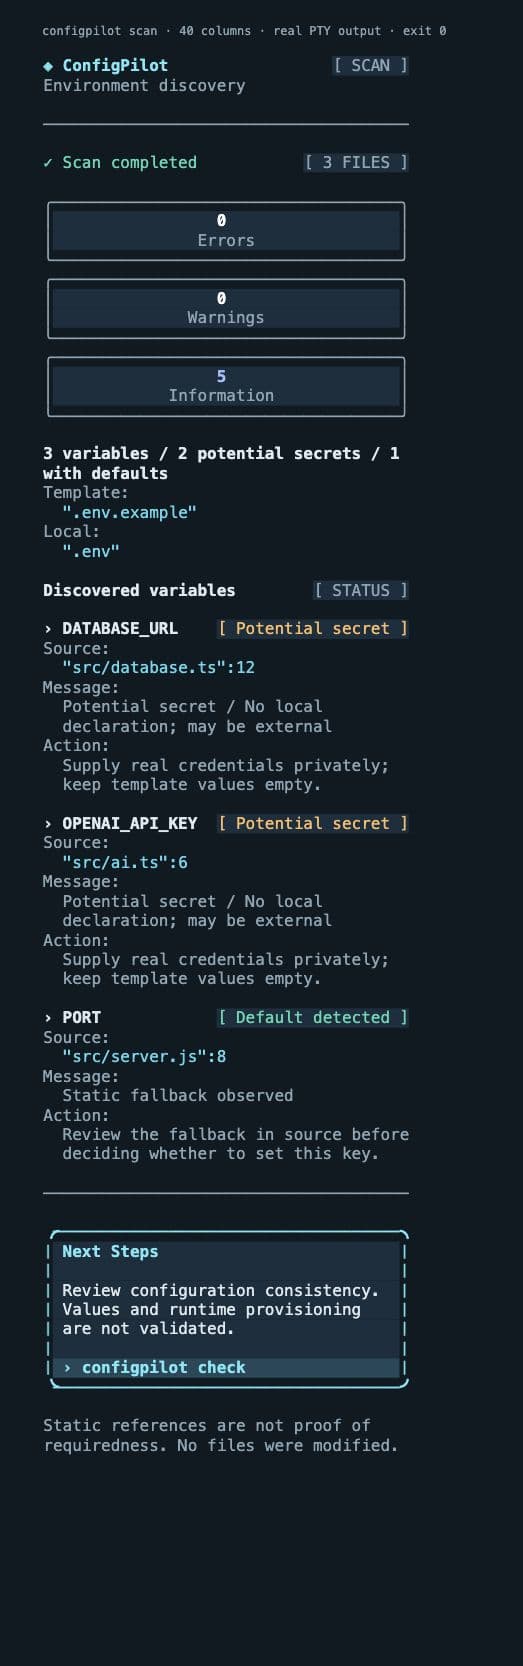 configpilot scan · 40 columns · real PTY output · exit 0
◆ ConfigPilot [ SCAN ]
Environment discovery
✓ Scan completed [ 3 FILES ]
0
Errors
0
Warnings
5
Information
3 variables / 2 potential secrets / 1
with defaults
Template:
".env.example"
Local:
".env"
Discovered variables [ STATUS ]
› DATABASE_URL [ Potential secret ]
Source:
"src/database.ts":12
Message:
Potential secret / No local
declaration; may be external
Action:
Supply real credentials privately;
keep template values empty.
› OPENAI_API_KEY [ Potential secret ]
Source:
"src/ai.ts":6
Message:
Potential secret / No local
declaration; may be external
Action:
Supply real credentials privately;
keep template values empty.
› PORT [ Default detected ]
Source:
"src/server.js":8
Message:
Static fallback observed
Action:
Review the fallback in source before
deciding whether to set this key.
Next Steps
Review configuration consistency.
Values and runtime provisioning
are not validated.
› configpilot check
Static references are not proof of
requiredness. No files were modified.